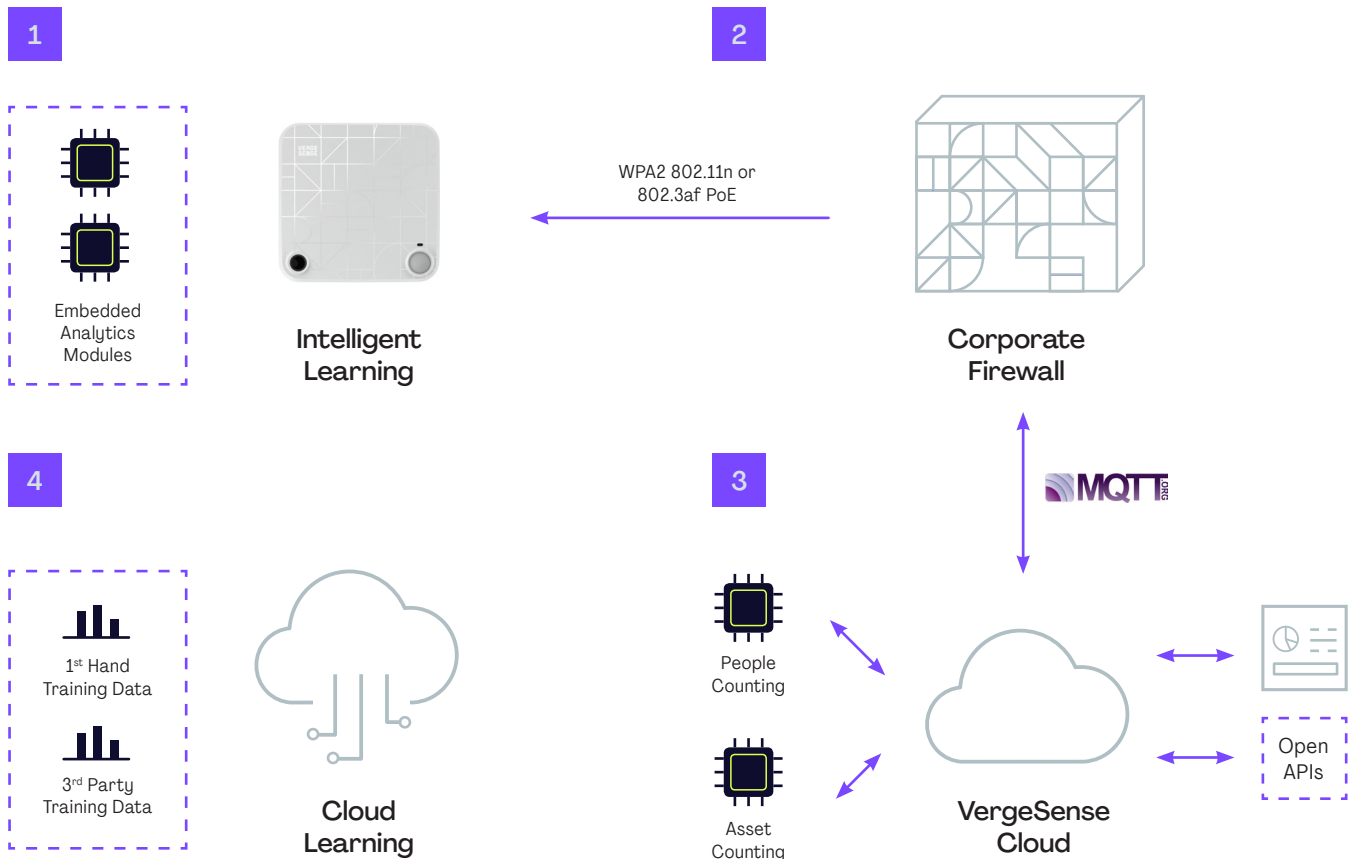 1
2
VERGE
SENSE
WPA2 802.11n or
802.3af PoE
Embedded
Analytics
Modules
Intelligent
Learning
Corporate
Firewall
4
3
MQTT.ORG
1st Hand
Training Data
3rd Party
Training Data
Cloud
Learning
People
Counting
Asset
Counting
VergeSense
Cloud
Open
APIs